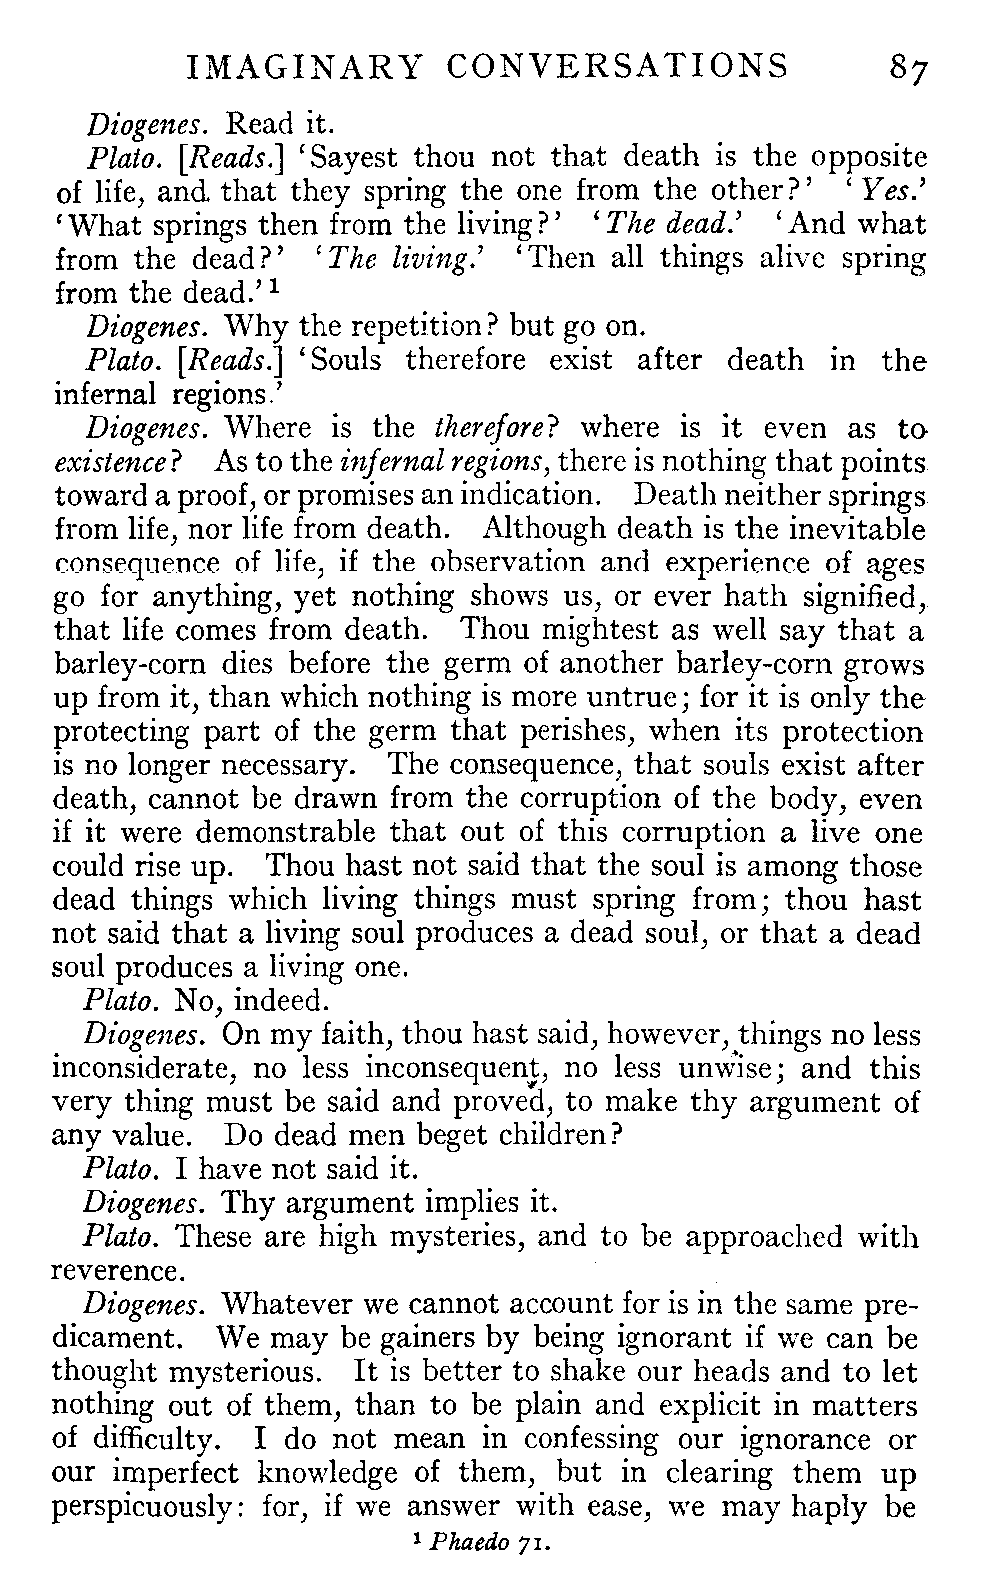 IMAGINARY CONVERSATIONS 87
Diogenes. Read it.
Plato. [Reads.] ‘Sayest thou not that death is the opposite
of life, and that they spring the one from the other?’ ‘Yes.’
‘What springs then from the living?’ ‘The dead.’ ‘And what
from the dead?’ ‘The living.’ ‘Then all things alive spring
from the dead.’¹
Diogenes. Why the repetition? but go on.
Plato. [Reads.] ‘Souls therefore exist after death in the
infernal regions.’
Diogenes. Where is the therefore? where is it even as to
existence? As to the infernal regions, there is nothing that points
toward a proof, or promises an indication. Death neither springs
from life, nor life from death. Although death is the inevitable
consequence of life, if the observation and experience of ages
go for anything, yet nothing shows us, or ever hath signified,
that life comes from death. Thou mightest as well say that a
barley-corn dies before the germ of another barley-corn grows
up from it, than which nothing is more untrue; for it is only the
protecting part of the germ that perishes, when its protection
is no longer necessary. The consequence, that souls exist after
death, cannot be drawn from the corruption of the body, even
if it were demonstrable that out of this corruption a live one
could rise up. Thou hast not said that the soul is among those
dead things which living things must spring from; thou hast
not said that a living soul produces a dead soul, or that a dead
soul produces a living one.
Plato. No, indeed.
Diogenes. On my faith, thou hast said, however, things no less
inconsiderate, no less inconsequent, no less unwise; and this
very thing must be said and proved, to make thy argument of
any value. Do dead men beget children?
Plato. I have not said it.
Diogenes. Thy argument implies it.
Plato. These are high mysteries, and to be approached with
reverence.
Diogenes. Whatever we cannot account for is in the same pre-
dicament. We may be gainers by being ignorant if we can be
thought mysterious. It is better to shake our heads and to let
nothing out of them, than to be plain and explicit in matters
of difficulty. I do not mean in confessing our ignorance or
our imperfect knowledge of them, but in clearing them up
perspicuously: for, if we answer with ease, we may haply be
¹ Phaedo 71.